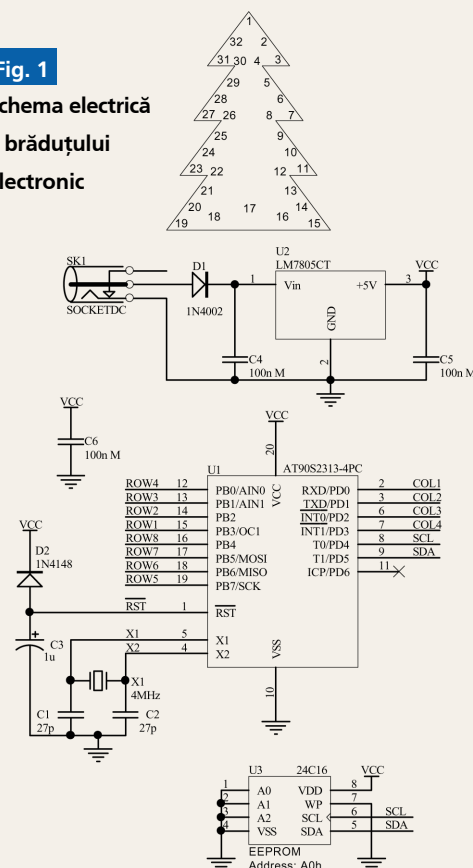 Fig. 1
chema electrică
brăduțului
lectronic
1
32 2
31 30 4 3
29 5
28 6
27 26 8 7
25 9
24 10
23 22 12 11
21 13
20 14
19 18 17 16 15
SK1
SOCKETDC
D1
1N4002
U2
LM7805CT
1 Vin +5V 3
GND
2
VCC
C4
100n M
C5
100n M
VCC
C6
100n M
VCC
20
U1 AT90S2313-4PC
VCC
ROW4 12 PB0/AIN0 RXD/PD0 2 COL1
ROW3 13 PB1/AIN1 TXD/PD1 3 COL2
ROW2 14 PB2 INT0/PD2 6 COL3
ROW1 15 PB3/OC1 INT1/PD3 7 COL4
ROW8 16 PB4 T0/PD4 8 SCL
ROW7 17 PB5/MOSI T1/PD5 9 SDA
ROW6 18 PB6/MISO ICP/PD6 11
ROW5 19 PB7/SCK
VCC
D2
1N4148
RST 1 RST
C3
1u
X1 5 X1
X2 4 X2
VSS
10
X1
4MHz
C1
27p
C2
27p
U3 24C16
VCC
1 A0 VDD 8
2 A1 WP 7
3 A2 SCL 6 SCL
4 VSS SDA 5 SDA
EEPROM
Address: A0h